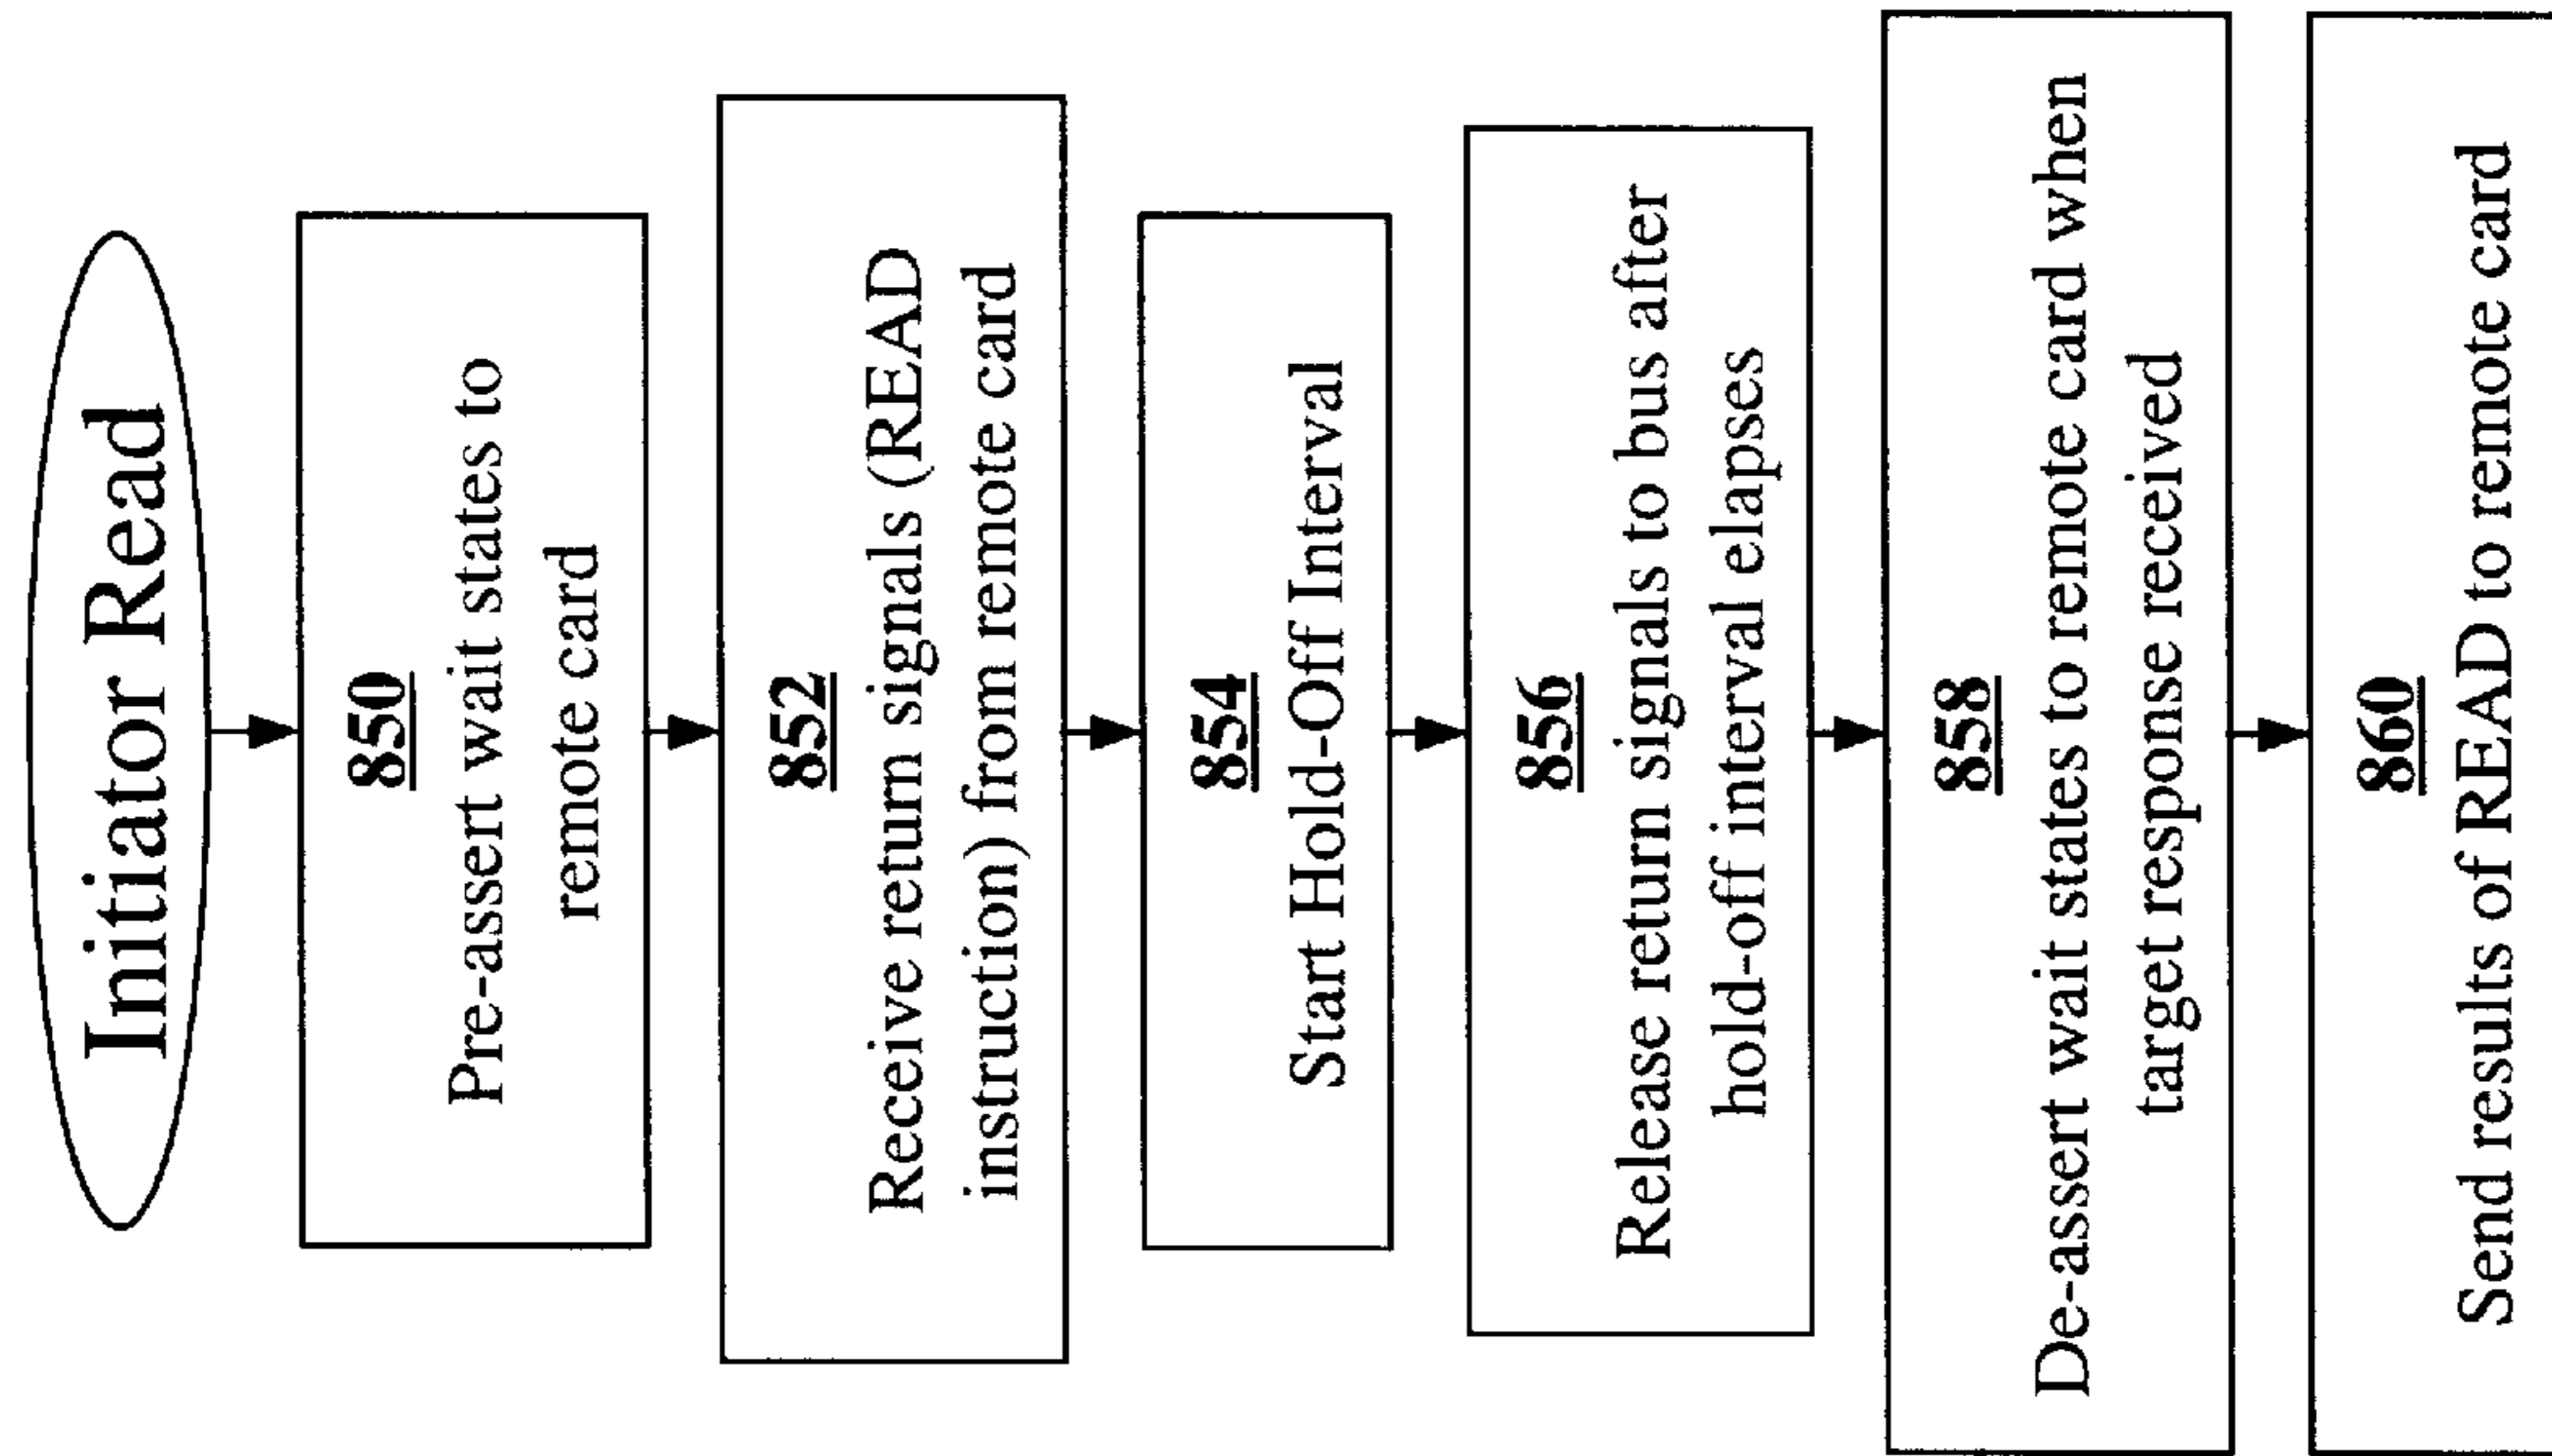 Initiator Read
850
Pre-assert wait states to
remote card
852
Receive return signals (READ
instruction) from remote card
854
Start Hold-Off Interval
856
Release return signals to bus after
hold-off interval elapses
858
De-assert wait states to remote card when
target response received
860
Send results of READ to remote card